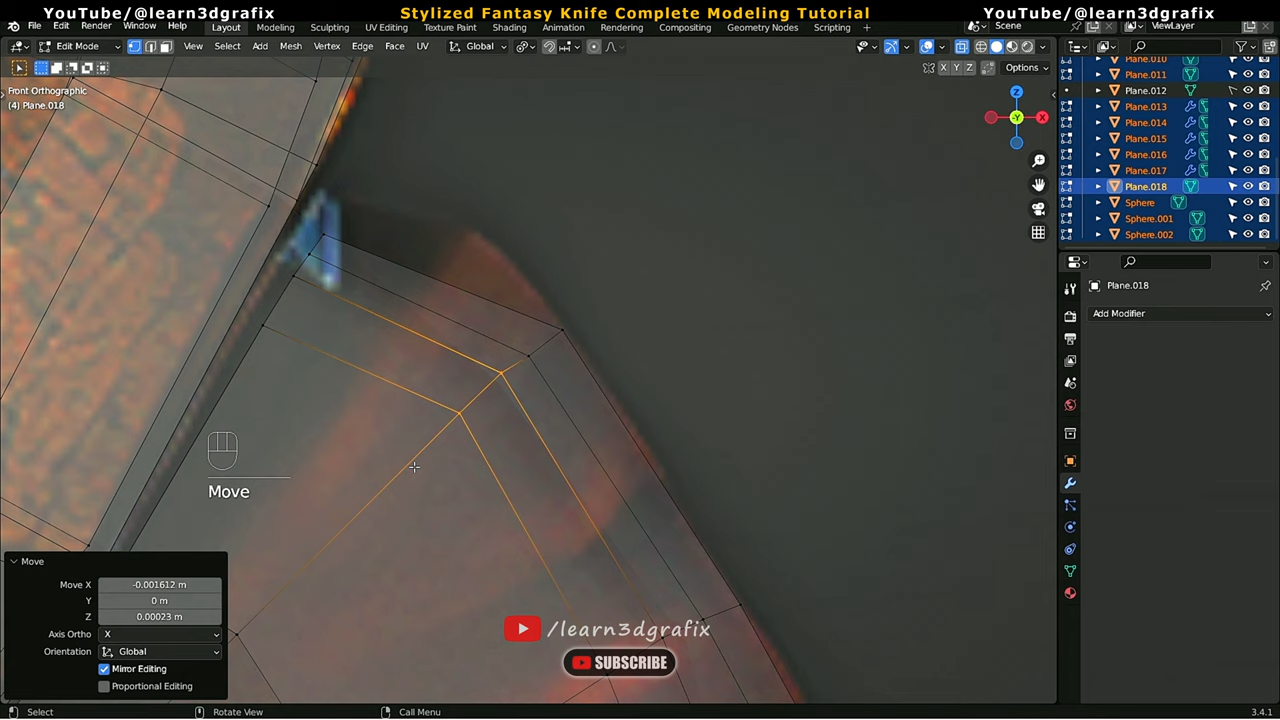 YouTube/@learn3dgrafix
Stylized Fantasy Knife Complete Modeling Tutorial
YouTube/@learn3dgrafix
File Edit Render Window Help
Layout Modeling Sculpting UV Editing Texture Paint Shading Animation Rendering Compositing Geometry Nodes Scripting +
Scene
ViewLayer
Edit Mode View Select Add Mesh Vertex Edge Face UV Global
X Y Z Options
Front Orthographic
(4) Plane.018
Z
-Y
X
Plane.010
Plane.011
Plane.012
Plane.013
Plane.014
Plane.015
Plane.016
Plane.017
Plane.018
Sphere
Sphere.001
Sphere.002
Plane.018
Add Modifier
Move
Move
Move X -0.001612 m
Y 0 m
Z 0.00023 m
Axis Ortho X
Orientation Global
Mirror Editing
Proportional Editing
/learn3dgrafix
SUBSCRIBE
Select Rotate View Call Menu 3.4.1